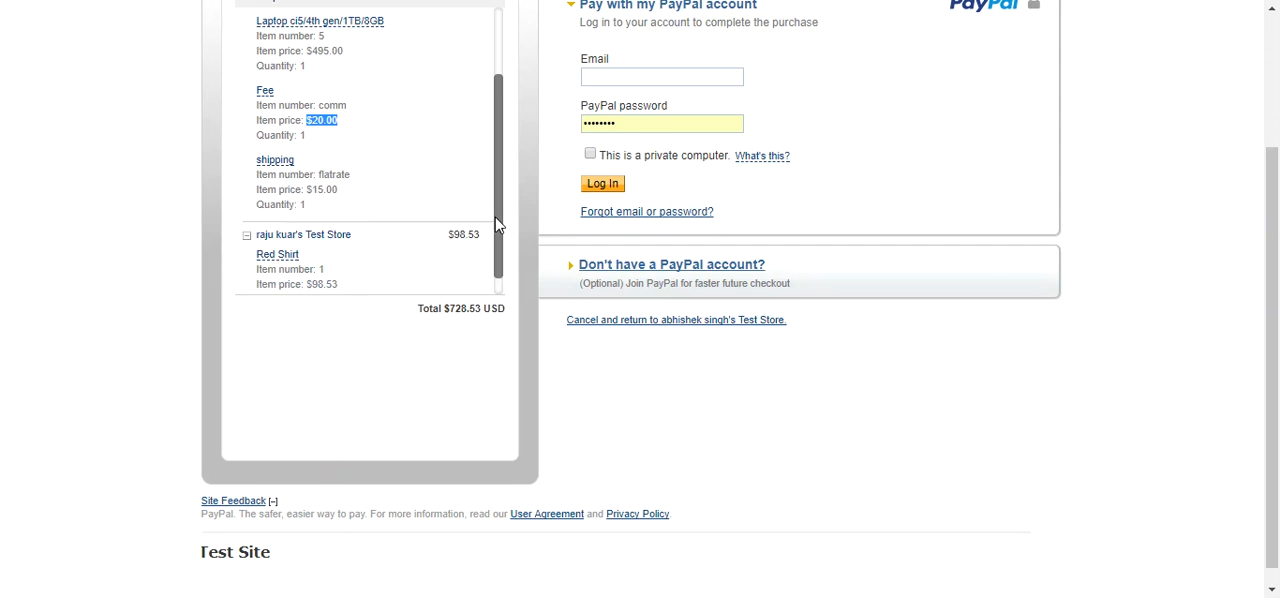 Laptop ci5/4th gen/1TB/8GB
Item number: 5
Item price: $495.00
Quantity: 1
Fee
Item number: comm
Item price: $20.00
Quantity: 1
shipping
Item number: flatrate
Item price: $15.00
Quantity: 1
raju kuar's Test Store $98.53
Red Shirt
Item number: 1
Item price: $98.53
Total $728.53 USD
Pay with my PayPal account
PayPal
Log in to your account to complete the purchase
Email
PayPal password
••••••••
This is a private computer. What's this?
Log In
Forgot email or password?
Don't have a PayPal account?
(Optional) Join PayPal for faster future checkout
Cancel and return to abhishek singh's Test Store.
Site Feedback [–]
PayPal. The safer, easier way to pay. For more information, read our User Agreement and Privacy Policy.
Test Site